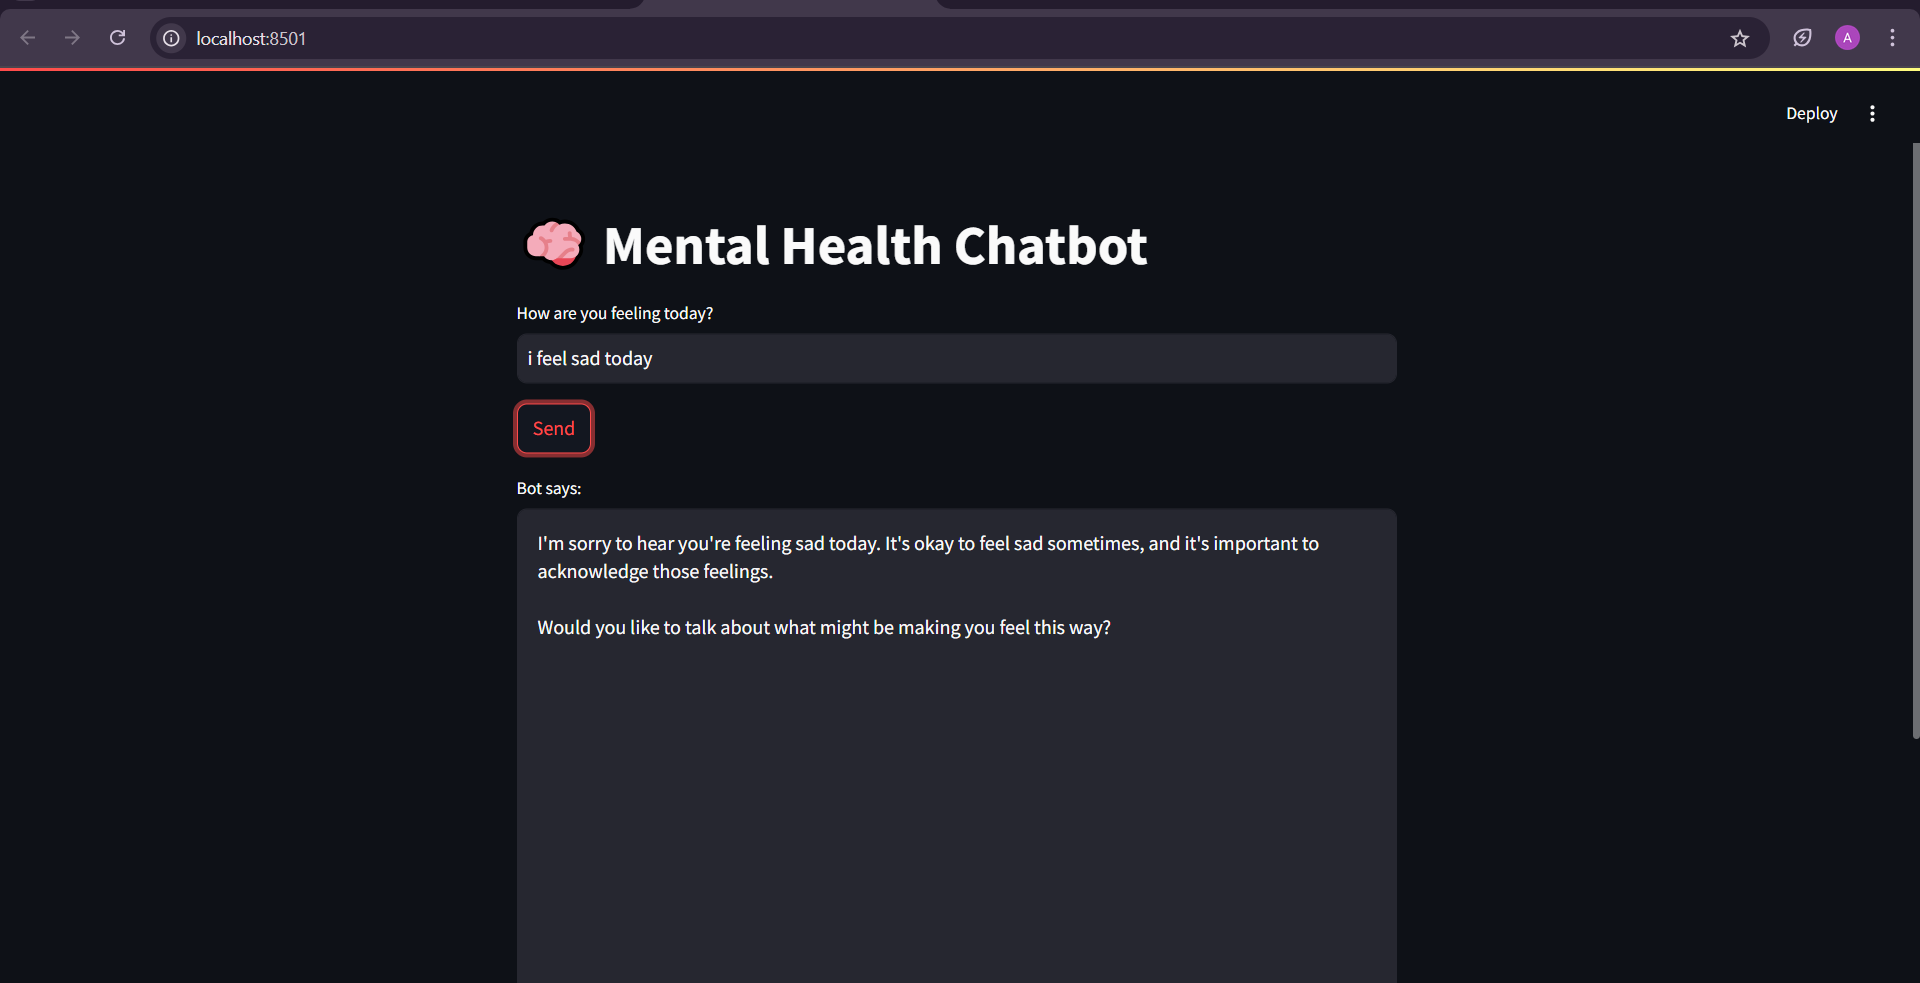 localhost:8501
A
Deploy
Mental Health Chatbot
How are you feeling today?
i feel sad today
Send
Bot says:
I'm sorry to hear you're feeling sad today. It's okay to feel sad sometimes, and it's important to
acknowledge those feelings.
Would you like to talk about what might be making you feel this way?